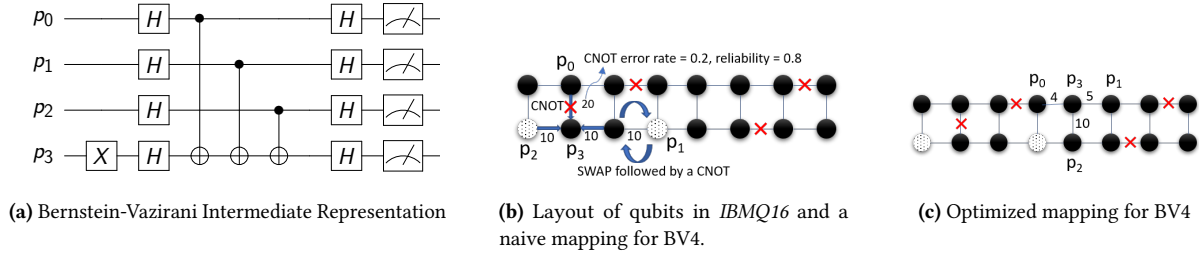 p0 H H
p1 H H
p2 H H
p3 X H H
(a) Bernstein-Vazirani Intermediate Representation
CNOT error rate = 0.2, reliability = 0.8
p0
CNOT 20
10 10 10
p2 p3 p1
SWAP followed by a CNOT
(b) Layout of qubits in IBMQ16 and a
naive mapping for BV4.
p0 p3 p1
4 5
10
p2
(c) Optimized mapping for BV4